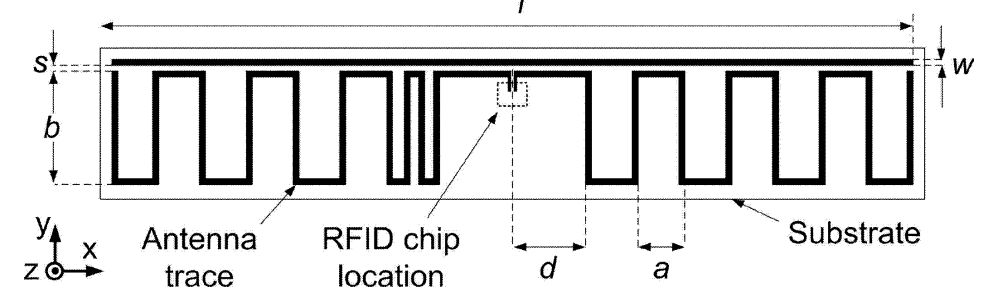 s
w
b
y
x
z
Antenna
trace
RFID chip
location
d
a
Substrate